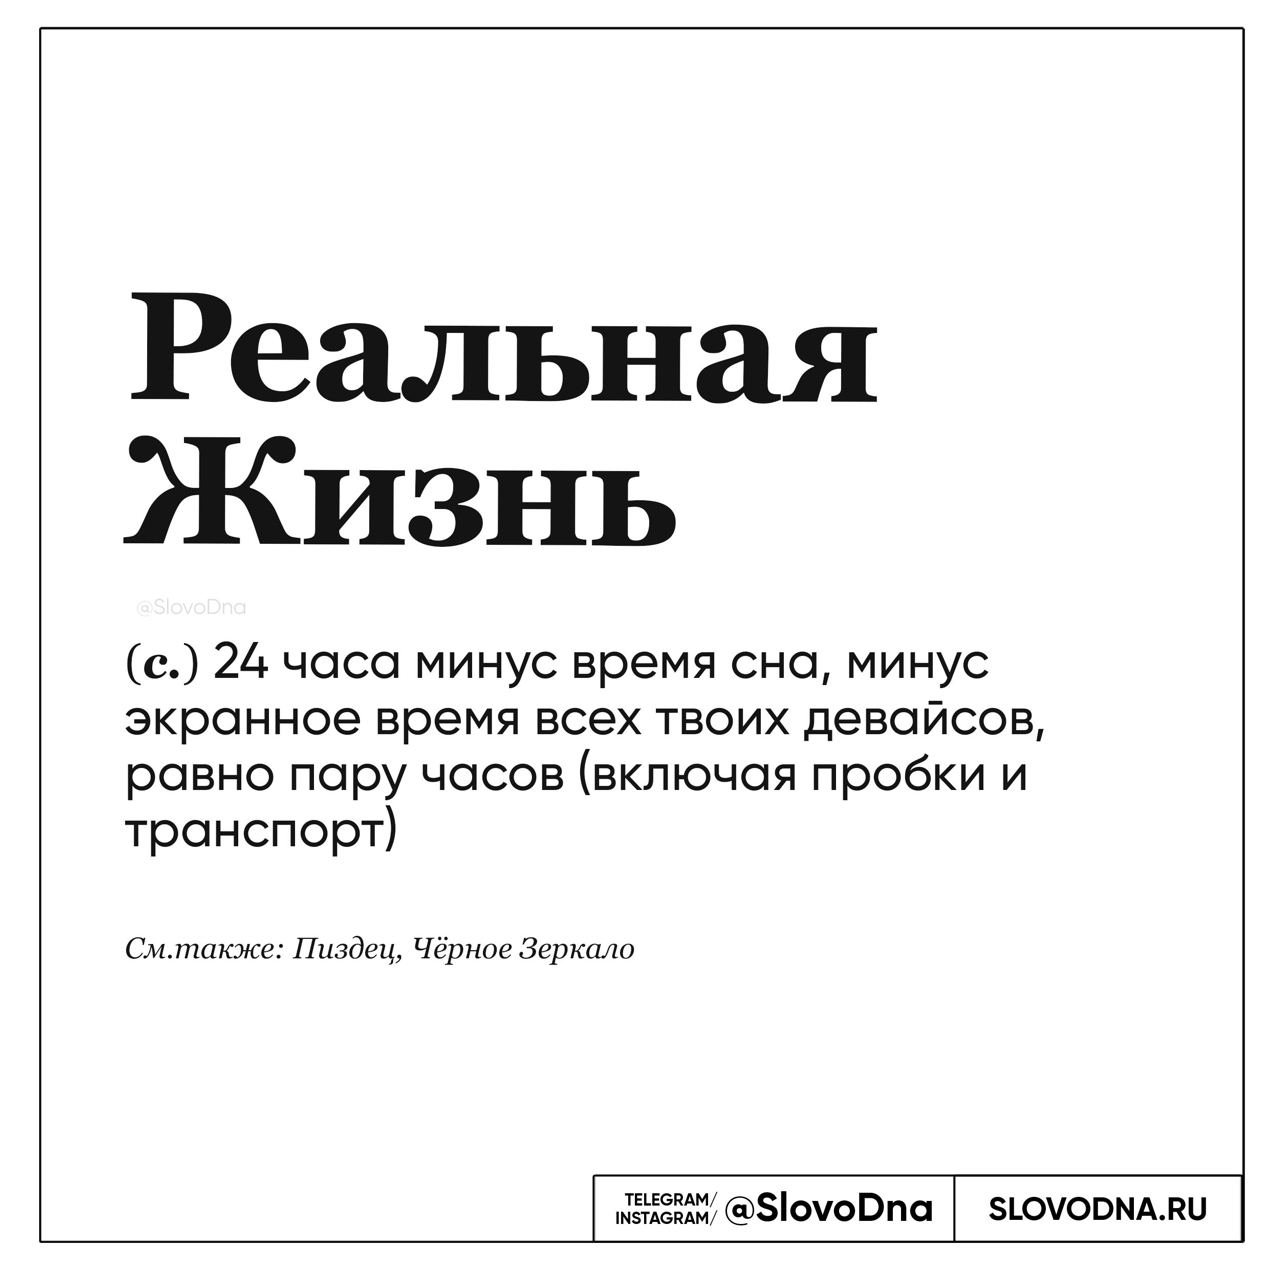 Реальная
Жизнь
@SlovoDna
(с.) 24 часа минус время сна, минус
экранное время всех твоих девайсов,
равно пару часов (включая пробки и
транспорт)
См.также: Пиздец, Чёрное Зеркало
TELEGRAM/
INSTAGRAM/
@SlovoDna
SLOVODNA.RU